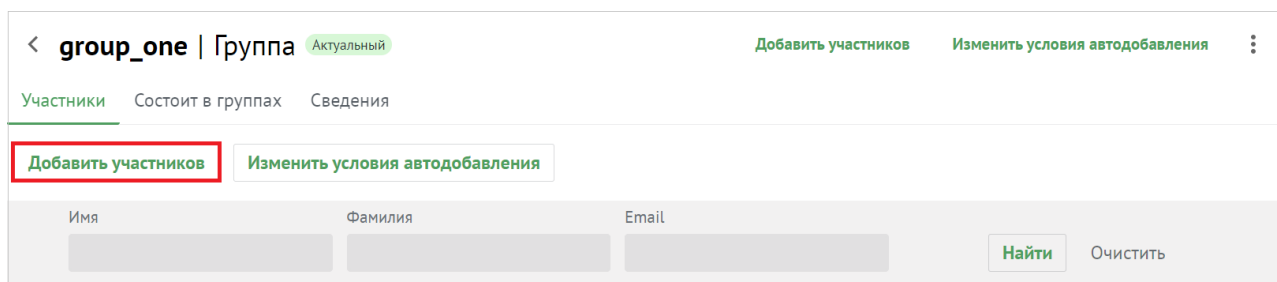 group_one | Группа Актуальный Добавить участников Изменить условия автодобавления
Участники Состоит в группах Сведения
Добавить участников Изменить условия автодобавления
Имя Фамилия Email
Найти Очистить